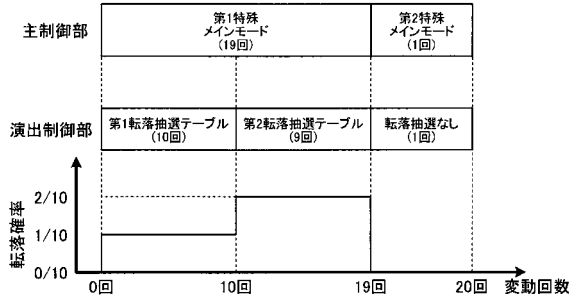 主制御部
第1特殊
メインモード
(19回)
第2特殊
メインモード
(1回)
演出制御部
第1転落抽選テーブル
(10回)
第2転落抽選テーブル
(9回)
転落抽選なし
(1回)
転落確率
2/10
1/10
0/10
0回
10回
19回
20回
変動回数